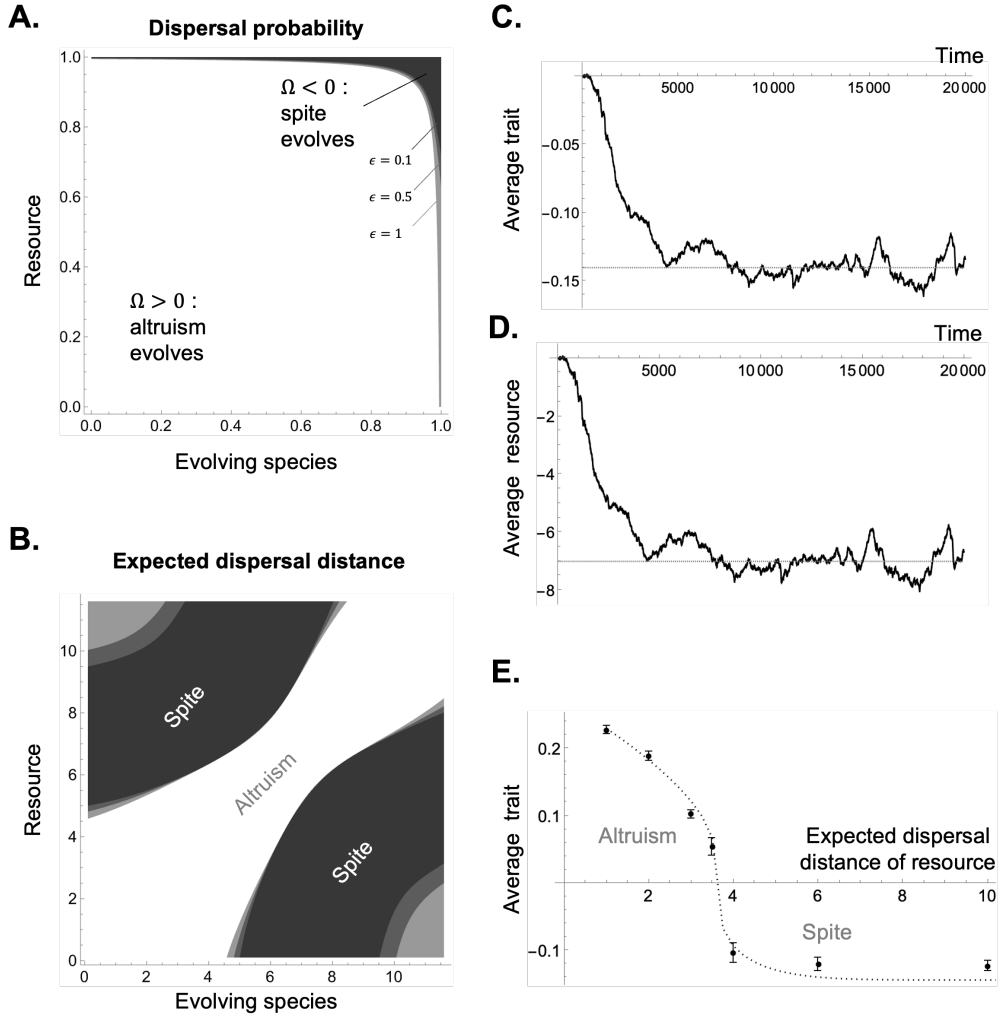 A.
Dispersal probability
1.0
0.8
0.6
0.4
0.2
0.0
0.0
0.2
0.4
0.6
0.8
1.0
Resource
Evolving species
Ω < 0 :
spite
evolves
ϵ = 0.1
ϵ = 0.5
ϵ = 1
Ω > 0 :
altruism
evolves
B.
Expected dispersal distance
10
8
6
4
2
0
0
2
4
6
8
10
Resource
Evolving species
Spite
Altruism
Spite
C.
Time
5000
10 000
15 000
20 000
−0.05
−0.10
−0.15
Average trait
D.
Time
5000
10 000
15 000
20 000
−2
−4
−6
−8
Average resource
E.
0.2
0.1
−0.1
Average trait
Altruism
Expected dispersal
distance of resource
2
4
6
8
10
Spite